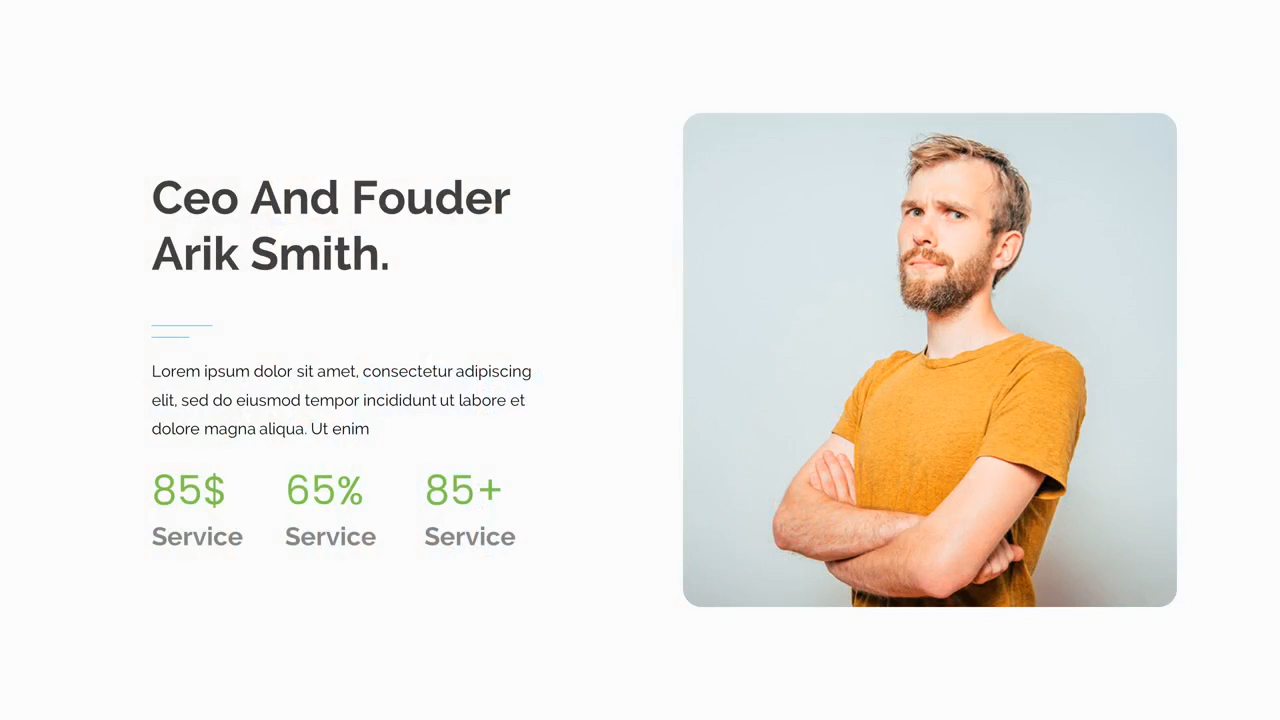 Ceo And Fouder
Arik Smith.
Lorem ipsum dolor sit amet, consectetur adipiscing
elit, sed do eiusmod tempor incididunt ut labore et
dolore magna aliqua. Ut enim
85$ 65% 85+
Service Service Service